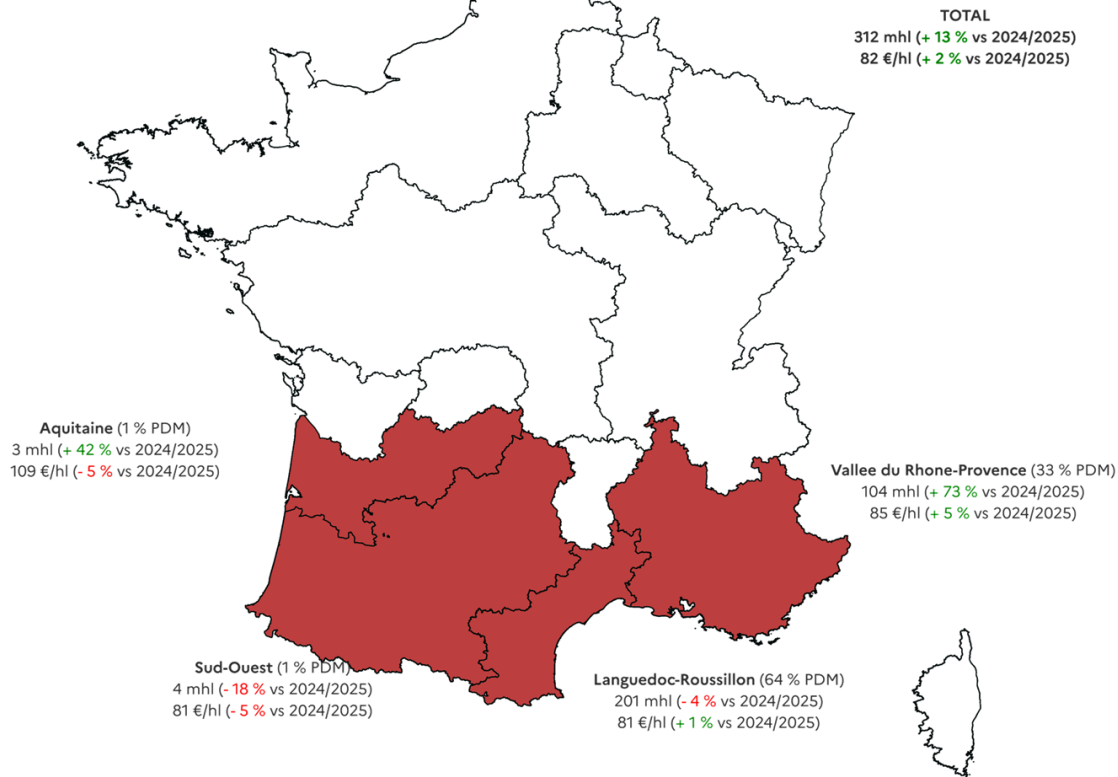 TOTAL
312 mhl (+ 13 % vs 2024/2025)
82 €/hl (+ 2 % vs 2024/2025)
Aquitaine (1 % PDM)
3 mhl (+ 42 % vs 2024/2025)
109 €/hl (- 5 % vs 2024/2025)
Vallee du Rhone-Provence (33 % PDM)
104 mhl (+ 73 % vs 2024/2025)
85 €/hl (+ 5 % vs 2024/2025)
Sud-Ouest (1 % PDM)
4 mhl (- 18 % vs 2024/2025)
81 €/hl (- 5 % vs 2024/2025)
Languedoc-Roussillon (64 % PDM)
201 mhl (- 4 % vs 2024/2025)
81 €/hl (+ 1 % vs 2024/2025)